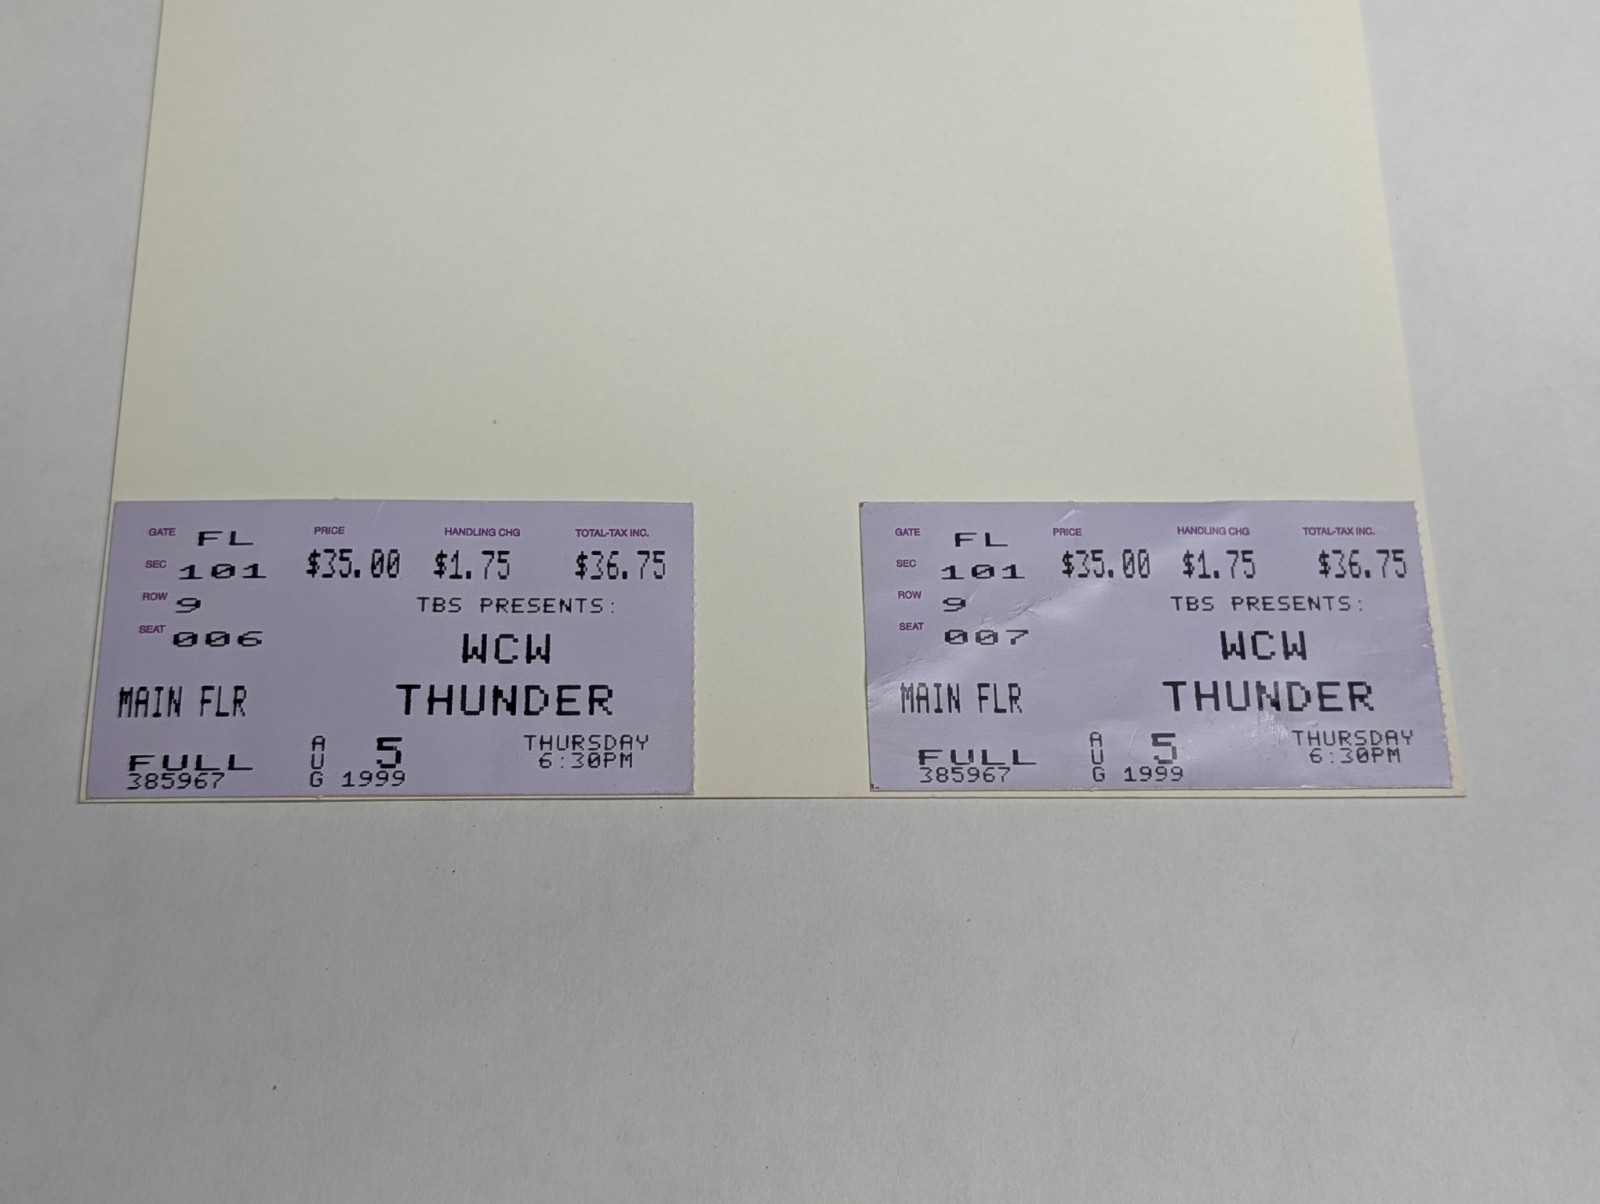 GATE FL PRICE HANDLING CHG TOTAL-TAX INC.
SEC 101 $35.00 $1.75 $36.75
ROW 9 TBS PRESENTS:
SEAT 006 WCW
MAIN FLR THUNDER
FULL AUG 5 THURSDAY
385967 1999 6:30PM
GATE FL PRICE HANDLING CHG TOTAL-TAX INC.
SEC 101 $35.00 $1.75 $36.75
ROW 9 TBS PRESENTS:
SEAT 007 WCW
MAIN FLR THUNDER
FULL AUG 5 THURSDAY
385967 1999 6:30PM